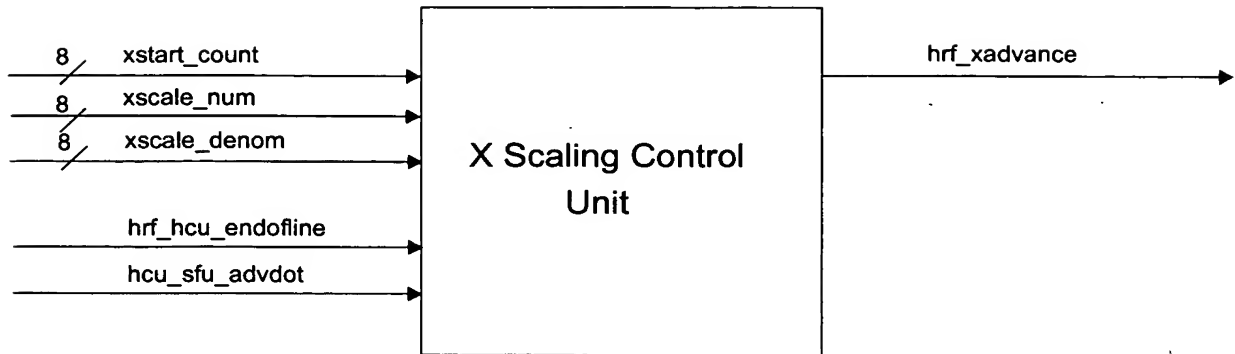 8 xstart_count
hrf_xadvance
8 xscale_num
8 xscale_denom
X Scaling Control
Unit
hrf_hcu_endofline
hcu_sfu_advdot